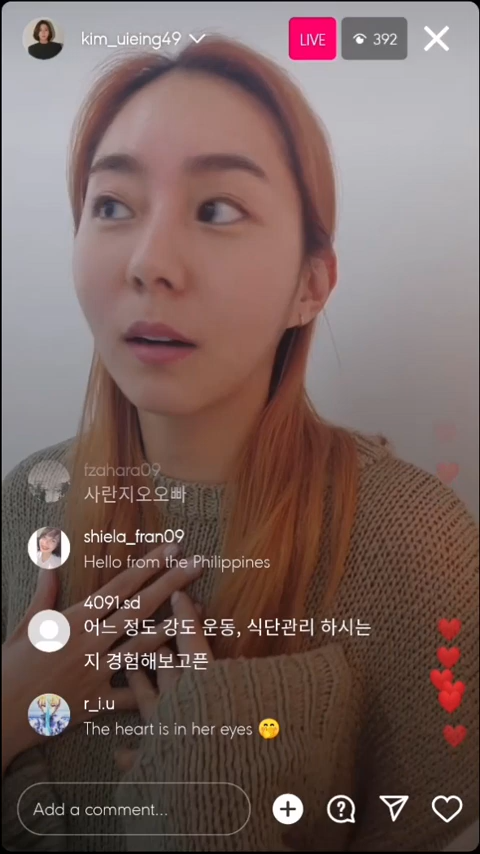 kim_uieing49
LIVE
392
fzahara09
사란지오오빠
shiela_fran09
Hello from the Philippines
4091.sd
어느 정도 강도 운동, 식단관리 하시는
지 경험해보고픈
r_i.u
The heart is in her eyes 🤭
Add a comment...